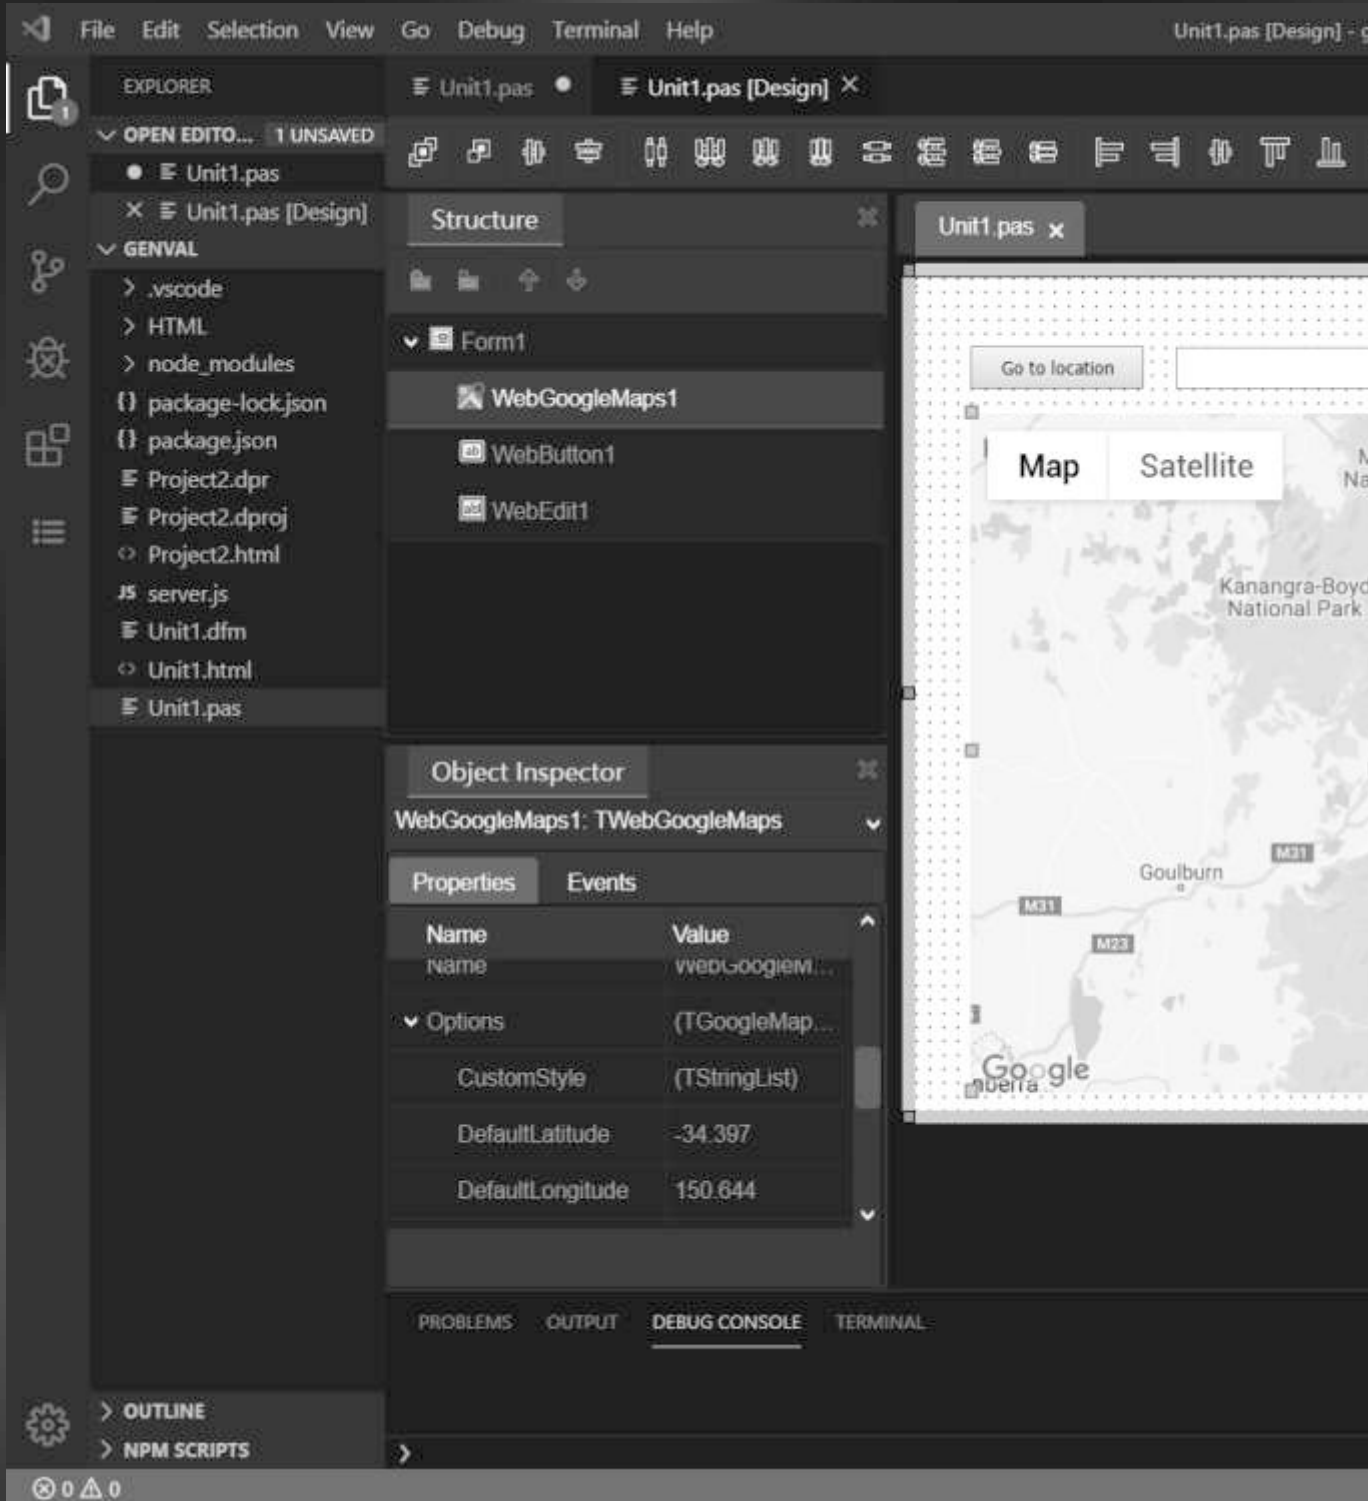 File Edit Selection View Go Debug Terminal Help
Unit1.pas [Design] -
EXPLORER
OPEN EDITO... 1 UNSAVED
Unit1.pas
Unit1.pas [Design]
GENVAL
.vscode
HTML
node_modules
{} package-lock.json
{} package.json
Project2.dpr
Project2.dproj
<> Project2.html
JS server.js
Unit1.dfm
<> Unit1.html
Unit1.pas
OUTLINE
NPM SCRIPTS
0 0
1
Unit1.pas
Unit1.pas [Design]
Structure
Form1
WebGoogleMaps1
WebButton1
WebEdit1
Object Inspector
WebGoogleMaps1: TWebGoogleMaps
Properties Events
Name Value
Name WebGoogleM...
Options (TGoogleMap...
CustomStyle (TStringList)
DefaultLatitude -34.397
DefaultLongitude 150.644
Unit1.pas
Go to location
Map Satellite
Kanangra-Boyd
National Park
M31
Goulburn
M31
M23
Google
PROBLEMS OUTPUT DEBUG CONSOLE TERMINAL